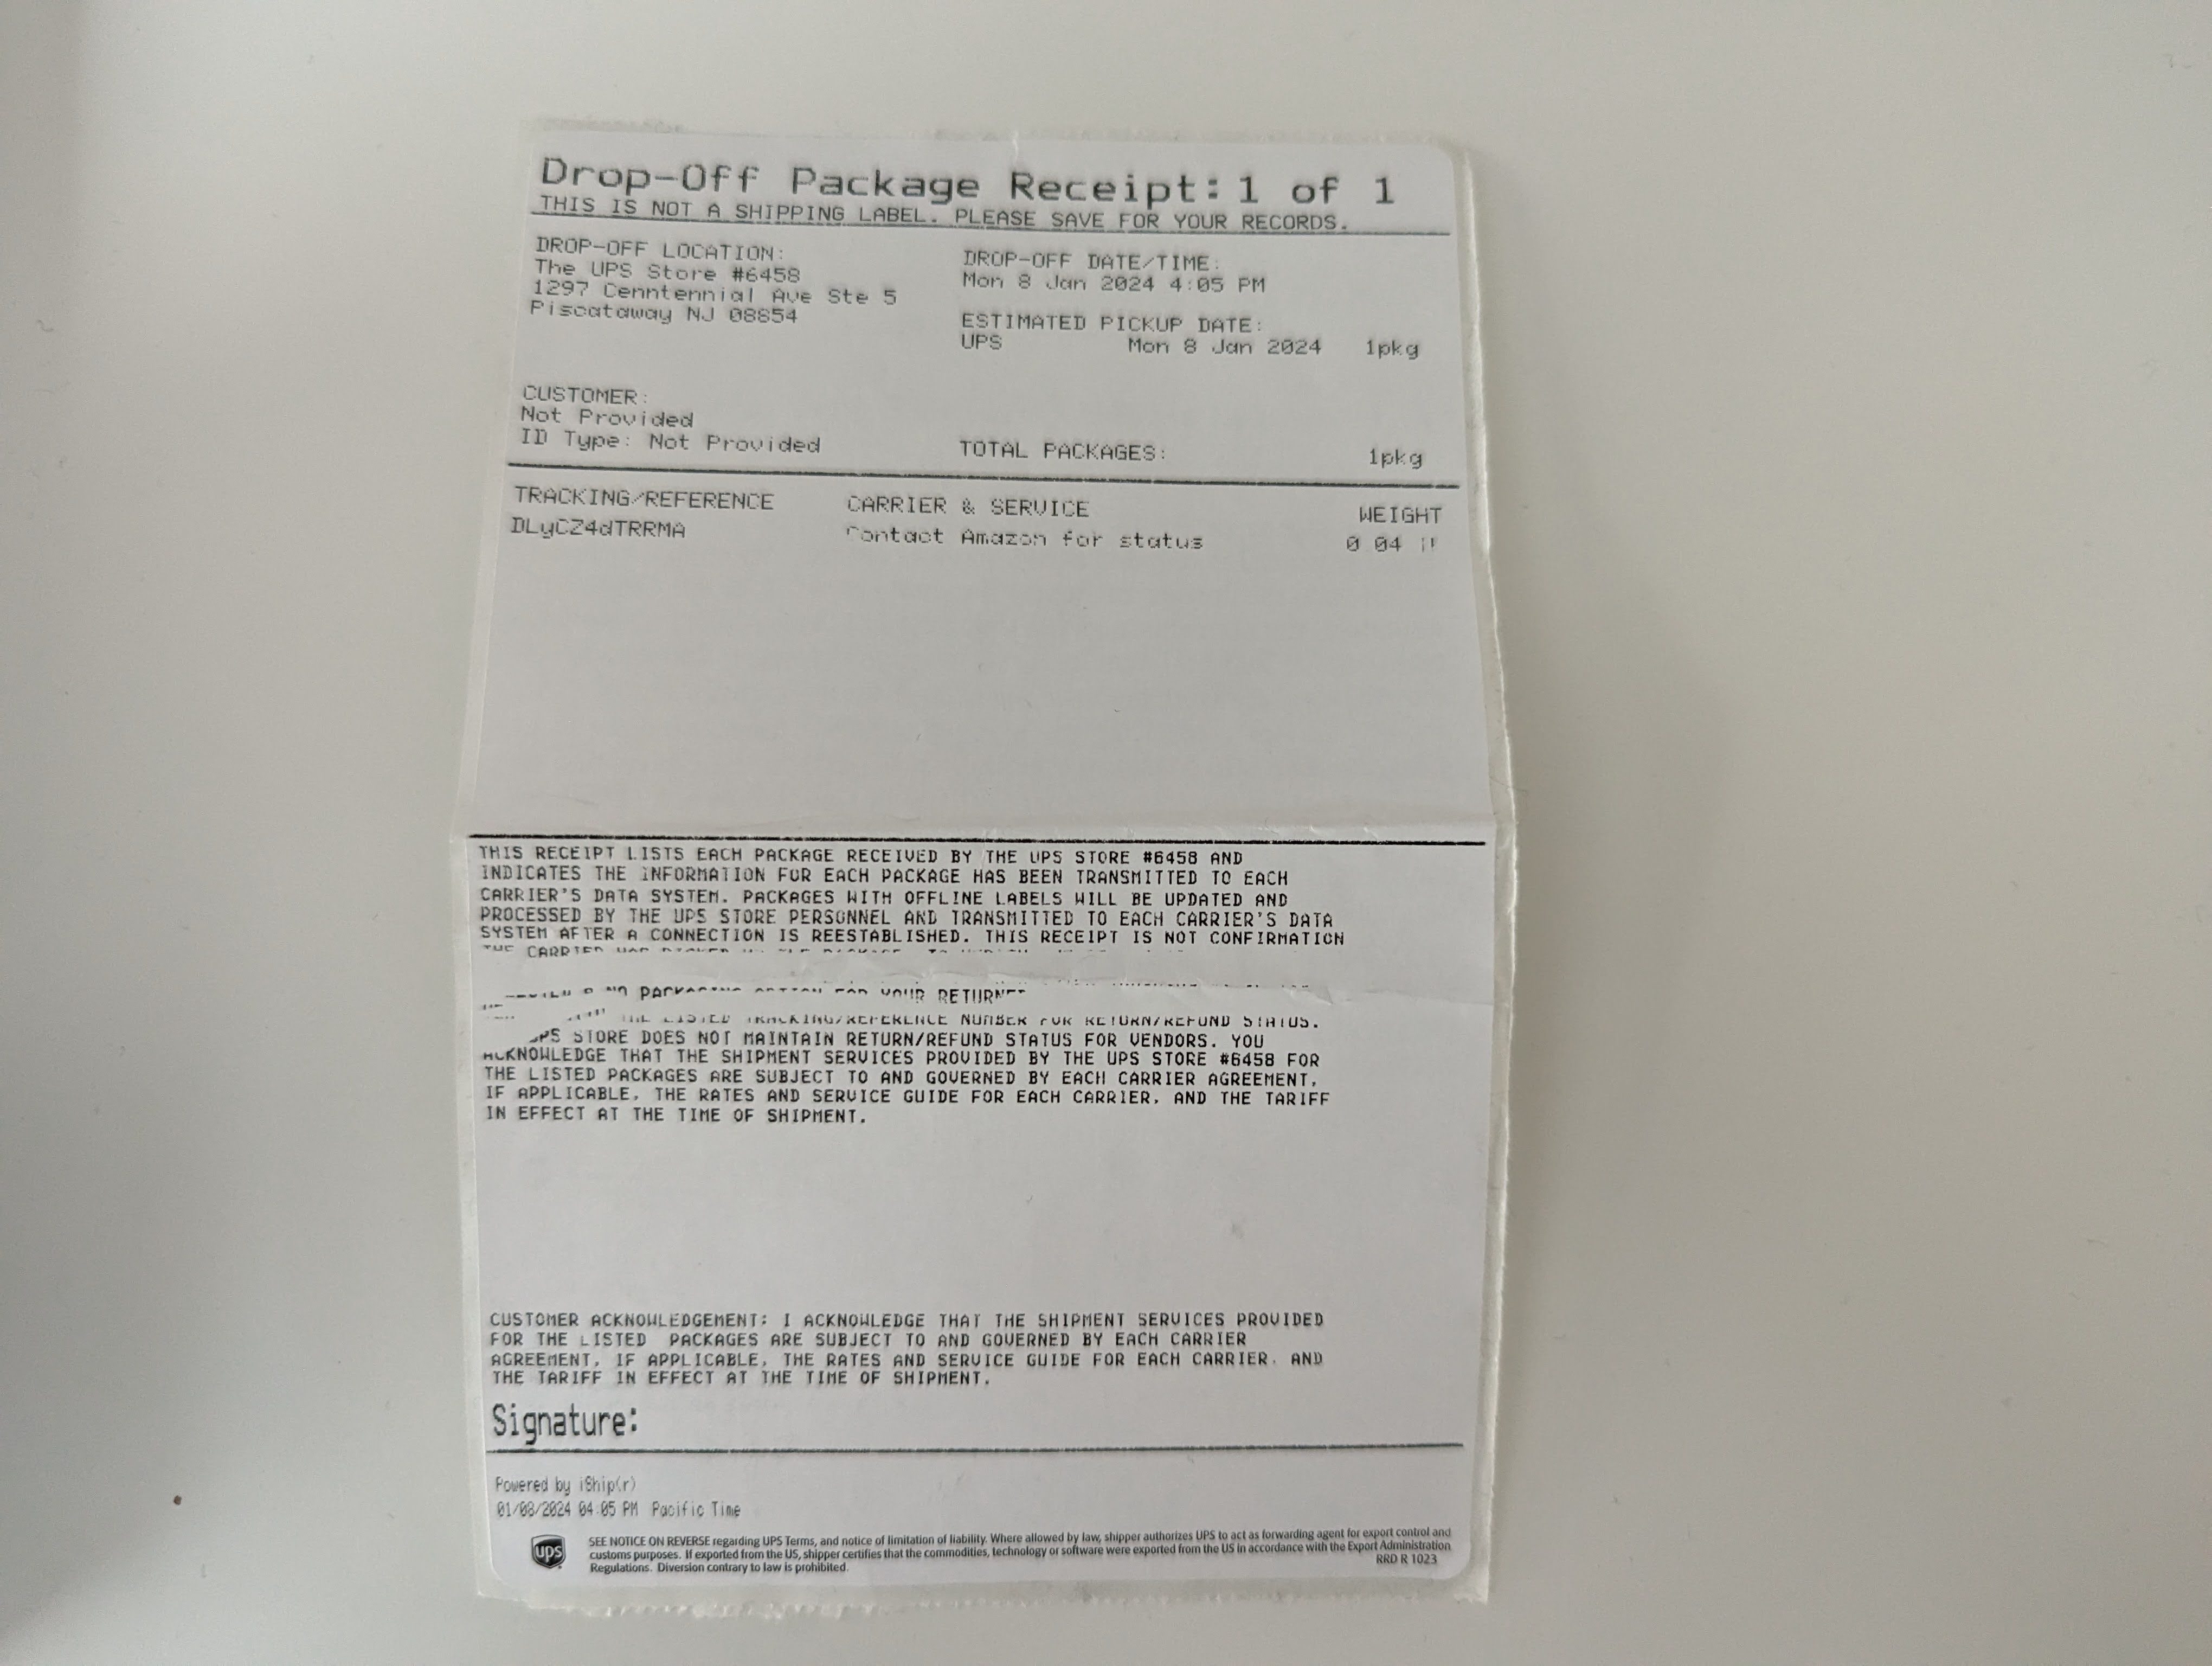 Drop-Off Package Receipt:1 of 1
THIS IS NOT A SHIPPING LABEL. PLEASE SAVE FOR YOUR RECORDS.
DROP-OFF LOCATION:
The UPS Store #6458
1297 Cenntennial Ave Ste 5
Piscataway NJ 08854
DROP-OFF DATE/TIME:
Mon 8 Jan 2024 4:05 PM
ESTIMATED PICKUP DATE:
UPS Mon 8 Jan 2024 1pkg
CUSTOMER:
Not Provided
ID Type: Not Provided
TOTAL PACKAGES: 1pkg
TRACKING/REFERENCE CARRIER & SERVICE WEIGHT
DLyCZ4dTRRMA Contact Amazon for status 0 04
THIS RECEIPT LISTS EACH PACKAGE RECEIVED BY THE UPS STORE #6458 AND
INDICATES THE INFORMATION FOR EACH PACKAGE HAS BEEN TRANSMITTED TO EACH
CARRIER'S DATA SYSTEM. PACKAGES WITH OFFLINE LABELS WILL BE UPDATED AND
PROCESSED BY THE UPS STORE PERSONNEL AND TRANSMITTED TO EACH CARRIER'S DATA
SYSTEM AFTER A CONNECTION IS REESTABLISHED. THIS RECEIPT IS NOT CONFIRMATION
THE CARRIER
FOR YOUR
THE LISTED TRACKING/REFERENCE NUMBER FOR RETURN/REFUND STATUS.
UPS STORE DOES NOT MAINTAIN RETURN/REFUND STATUS FOR VENDORS. YOU
ACKNOWLEDGE THAT THE SHIPMENT SERVICES PROVIDED BY THE UPS STORE #6458 FOR
THE LISTED PACKAGES ARE SUBJECT TO AND GOVERNED BY EACH CARRIER AGREEMENT,
IF APPLICABLE, THE RATES AND SERVICE GUIDE FOR EACH CARRIER, AND THE TARIFF
IN EFFECT AT THE TIME OF SHIPMENT.
CUSTOMER ACKNOWLEDGEMENT: I ACKNOWLEDGE THAT THE SHIPMENT SERVICES PROVIDED
FOR THE LISTED PACKAGES ARE SUBJECT TO AND GOVERNED BY EACH CARRIER
AGREEMENT, IF APPLICABLE, THE RATES AND SERVICE GUIDE FOR EACH CARRIER, AND
THE TARIFF IN EFFECT AT THE TIME OF SHIPMENT.
Signature:
Powered by iShip(r)
01/08/2024 04:05 PM Pacific Time
ups
SEE NOTICE ON REVERSE regarding UPS Terms, and notice of limitation of liability. Where allowed by law, shipper authorizes UPS to act as forwarding agent for export control and
customs purposes. If exported from the US, shipper certifies that the commodities, technology or software were exported from the US in accordance with the Export Administration
Regulations. Diversion contrary to law is prohibited. RRD R 1023